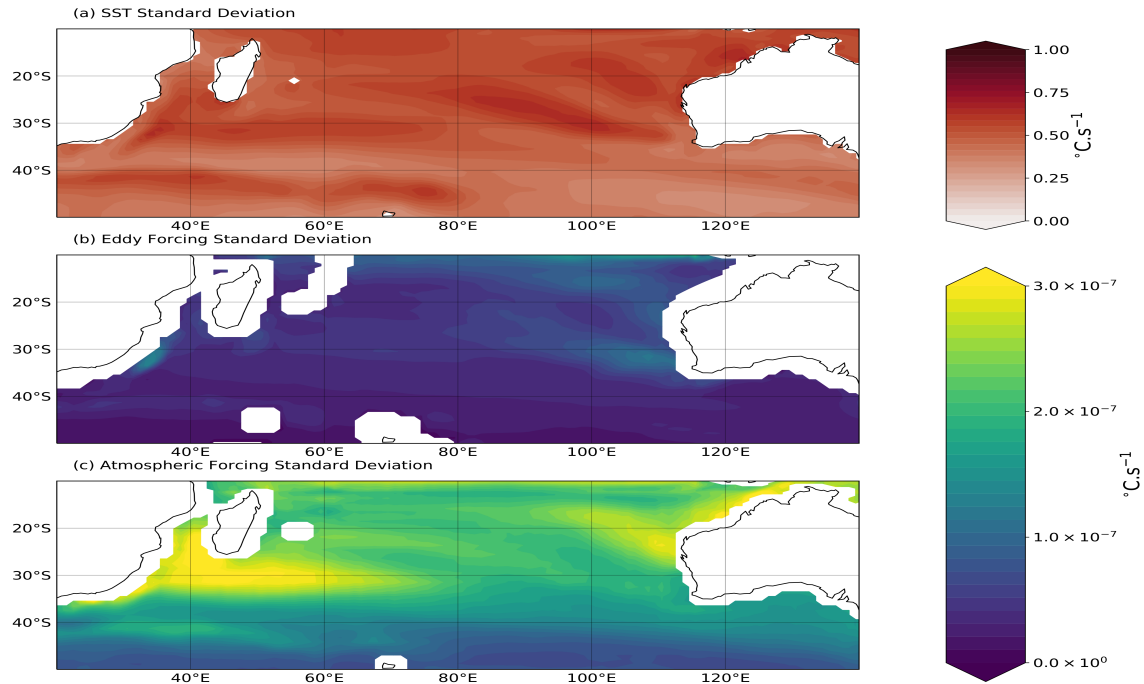 (a) SST Standard Deviation
20°S
30°S
40°S
40°E 60°E 80°E 100°E 120°E
1.00
0.75
0.50
0.25
0.00
°C.s⁻¹
(b) Eddy Forcing Standard Deviation
20°S
30°S
40°S
40°E 60°E 80°E 100°E 120°E
(c) Atmospheric Forcing Standard Deviation
20°S
30°S
40°S
40°E 60°E 80°E 100°E 120°E
3.0 × 10⁻⁷
2.0 × 10⁻⁷
1.0 × 10⁻⁷
0.0 × 10⁰
°C.s⁻¹